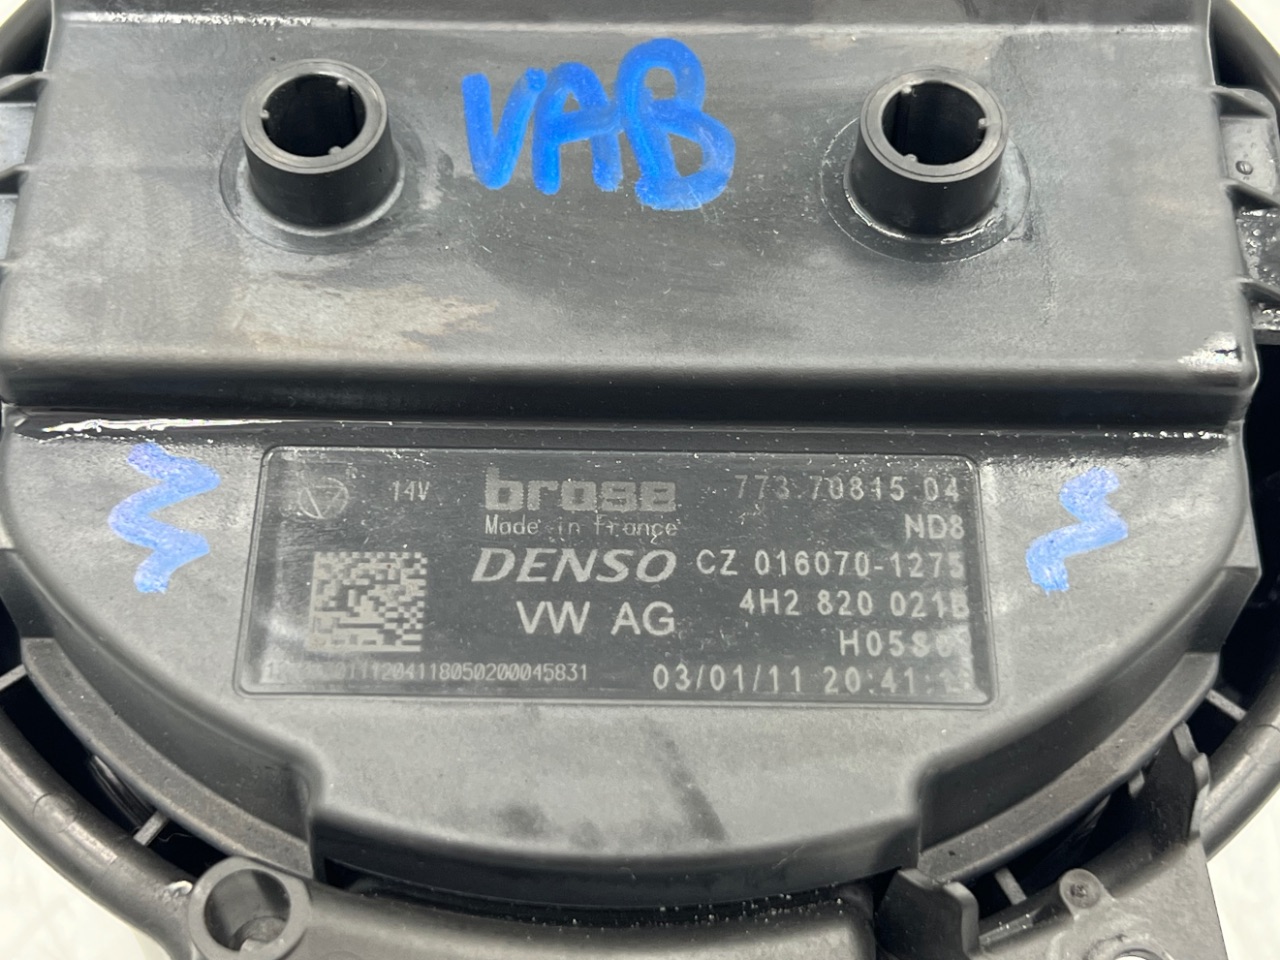 VAB
14V brose 773.70815.04
Made in france ND8
DENSO CZ 016070-1275
VW AG 4H2 820 021B
03/01/11 20:41